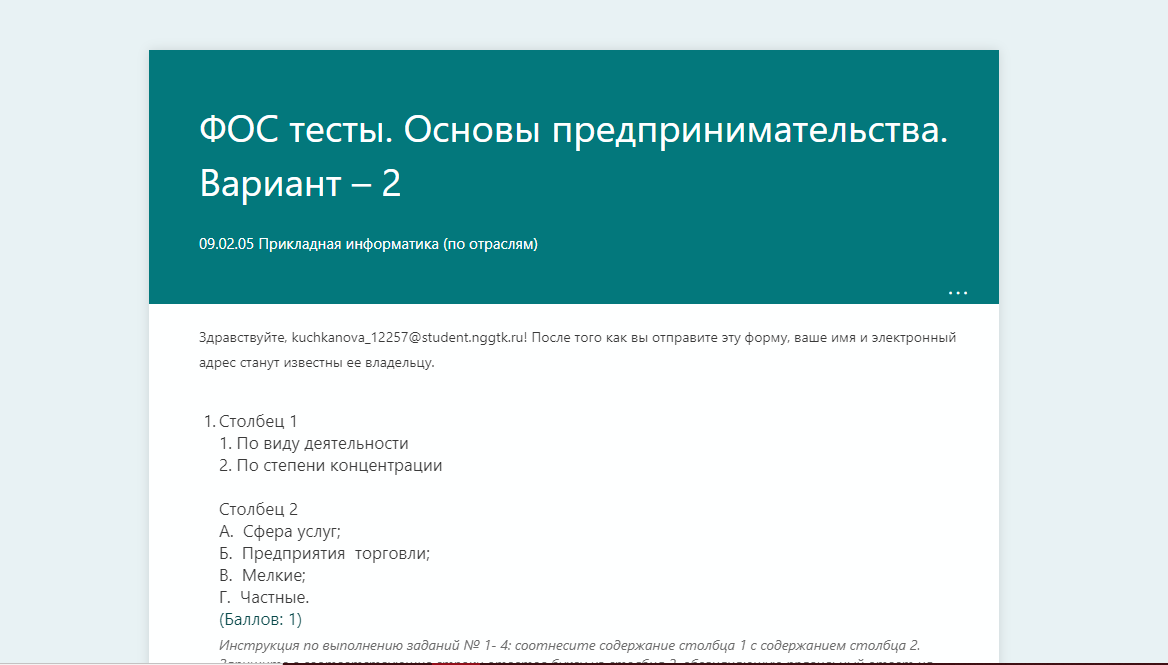 ФОС тесты. Основы предпринимательства.
Вариант – 2
09.02.05 Прикладная информатика (по отраслям)
...
Здравствуйте, kuchkanova_12257@student.nggtk.ru! После того как вы отправите эту форму, ваше имя и электронный
адрес станут известны ее владельцу.
1. Столбец 1
1. По виду деятельности
2. По степени концентрации
Столбец 2
А. Сфера услуг;
Б. Предприятия торговли;
В. Мелкие;
Г. Частные.
(Баллов: 1)
Инструкция по выполнению заданий № 1- 4: соотнесите содержание столбца 1 с содержанием столбца 2.